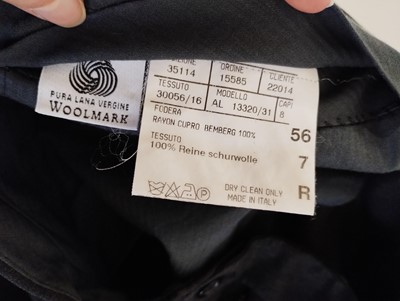 PURA LANA VERGINE
WOOLMARK
35114
ORDINE
15585
CLIENTE
22014
TESSUTO
30056/16
MODELLO
AL 13320/31
CAPI
8
FODERA
RAYON CUPRO BEMBERG 100%
TESSUTO
100% Reine schurwolle
56
7
R
P
DRY CLEAN ONLY
MADE IN ITALY